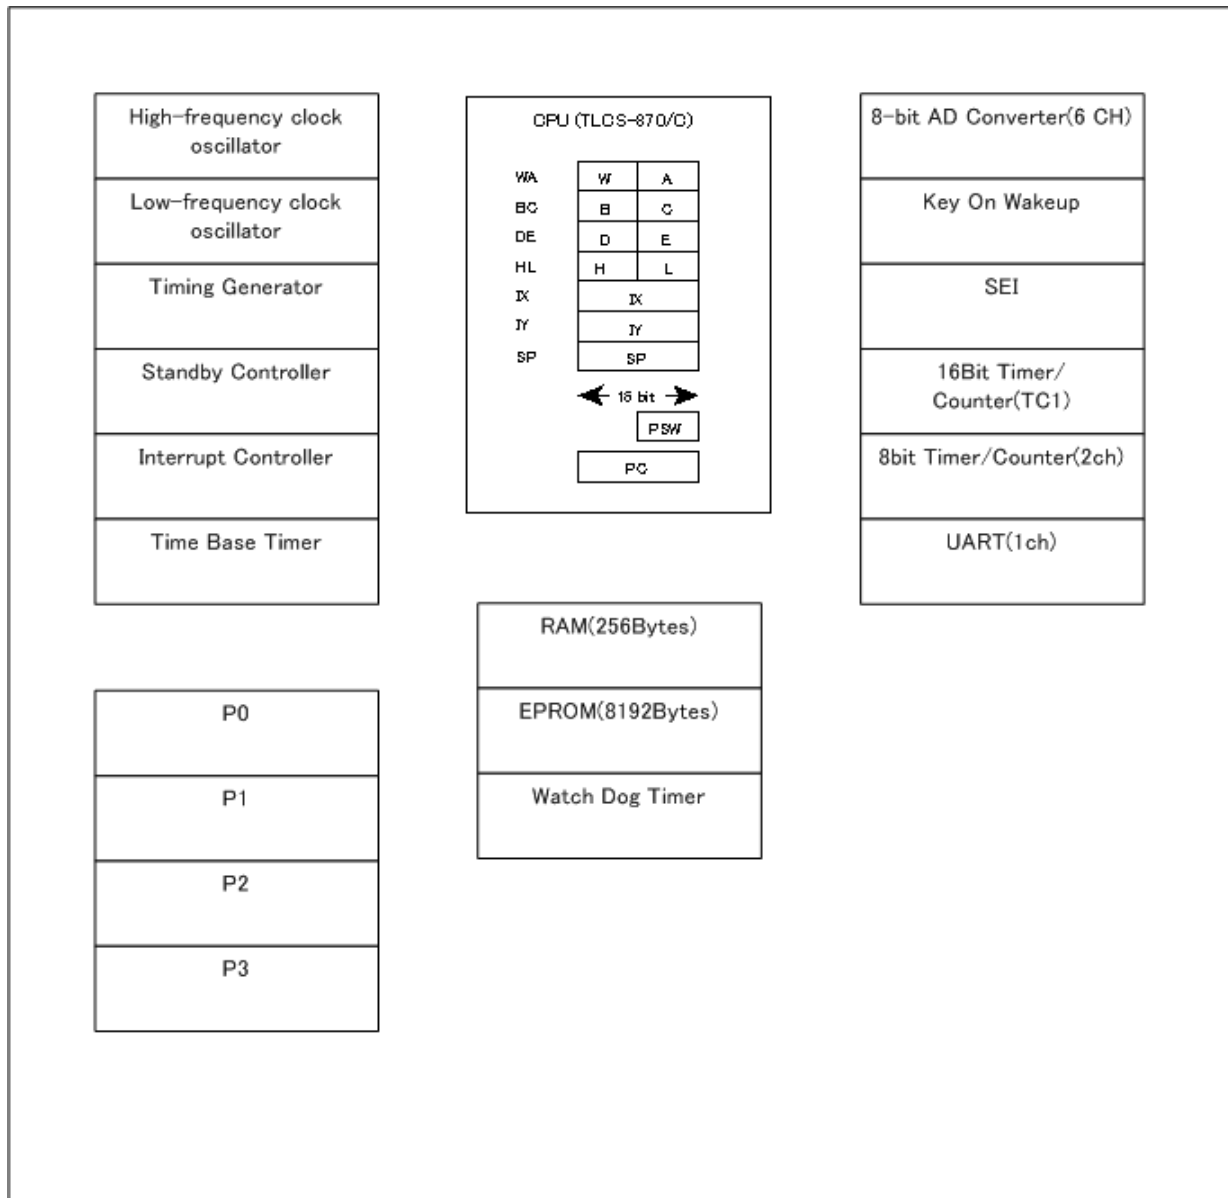 High-frequency clock
oscillator
Low-frequency clock
oscillator
Timing Generator
Standby Controller
Interrupt Controller
Time Base Timer
P0
P1
P2
P3
CPU (TLCS-870/C)
WA W A
BC B C
DE D E
HL H L
IX IX
IY IY
SP SP
16 bit
PSW
PC
RAM(256Bytes)
EPROM(8192Bytes)
Watch Dog Timer
8-bit AD Converter(6 CH)
Key On Wakeup
SEI
16Bit Timer/
Counter(TC1)
8bit Timer/Counter(2ch)
UART(1ch)